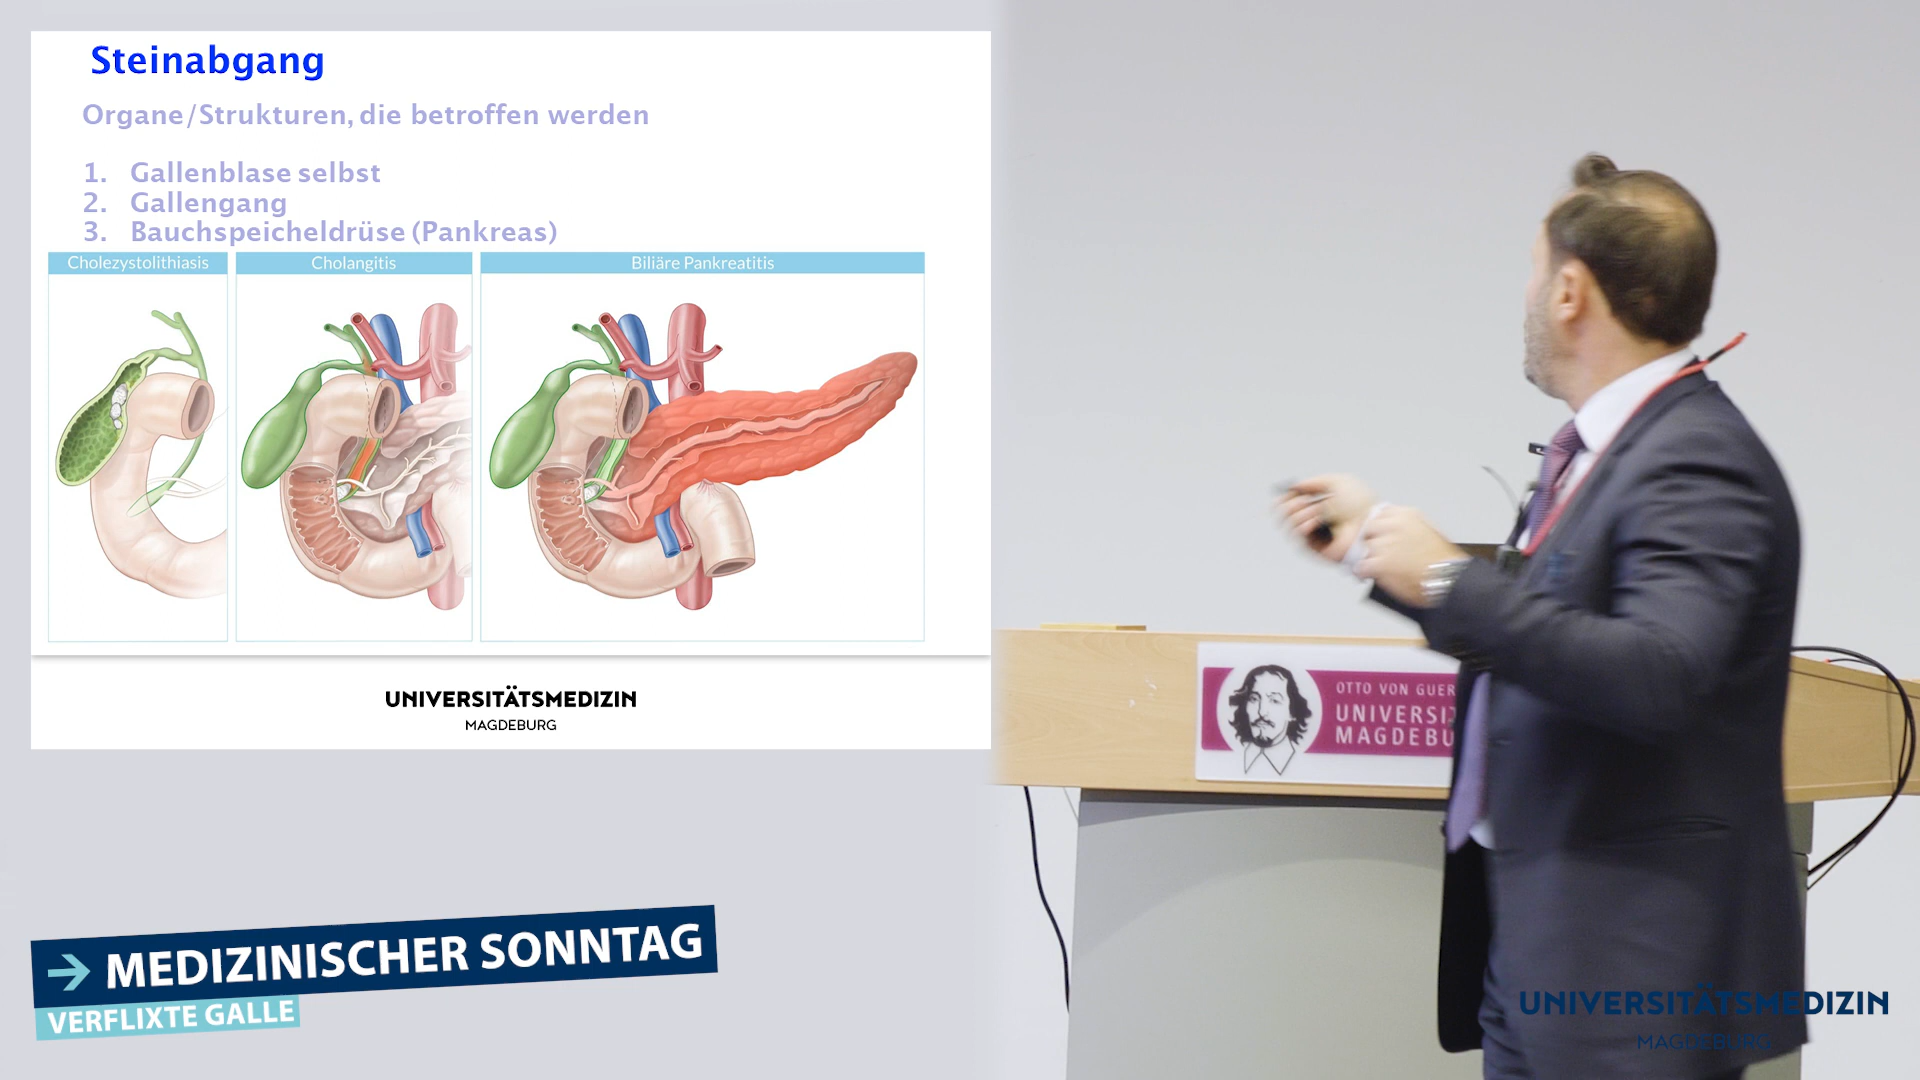 Steinabgang
Organe/Strukturen, die betroffen werden
1. Gallenblase selbst
2. Gallengang
3. Bauchspeicheldrüse (Pankreas)
Cholezystolithiasis
Cholangitis
Biliäre Pankreatitis
UNIVERSITÄTSMEDIZIN
MAGDEBURG
→ MEDIZINISCHER SONNTAG
VERFLIXTE GALLE
OTTO VON GUER
UNIVERSI
MAGDEBU
UNIVERSITÄTSMEDIZIN
MAGDEBURG